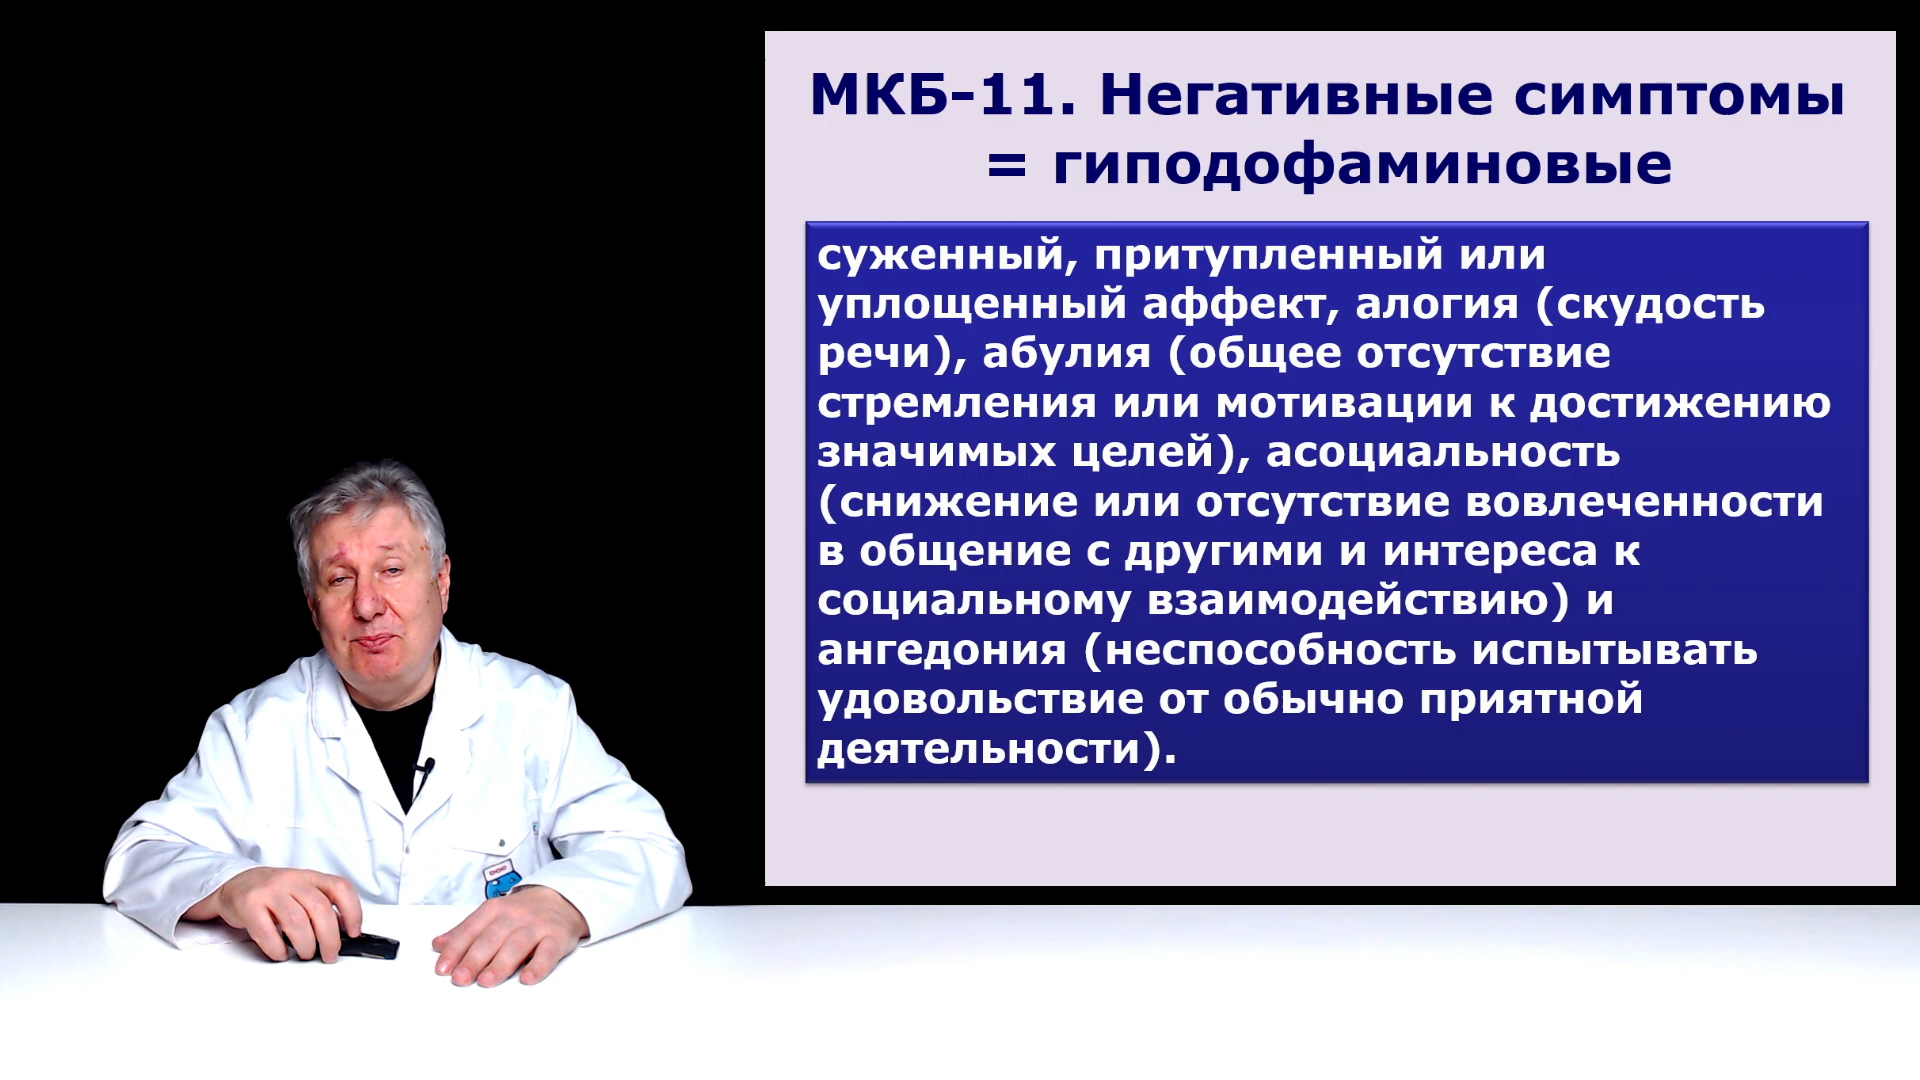 МКБ-11. Негативные симптомы
= гиподофаминовые
суженный, притупленный или
уплощенный аффект, алогия (скудость
речи), абулия (общее отсутствие
стремления или мотивации к достижению
значимых целей), асоциальность
(снижение или отсутствие вовлеченности
в общение с другими и интереса к
социальному взаимодействию) и
ангедония (неспособность испытывать
удовольствие от обычно приятной
деятельности).